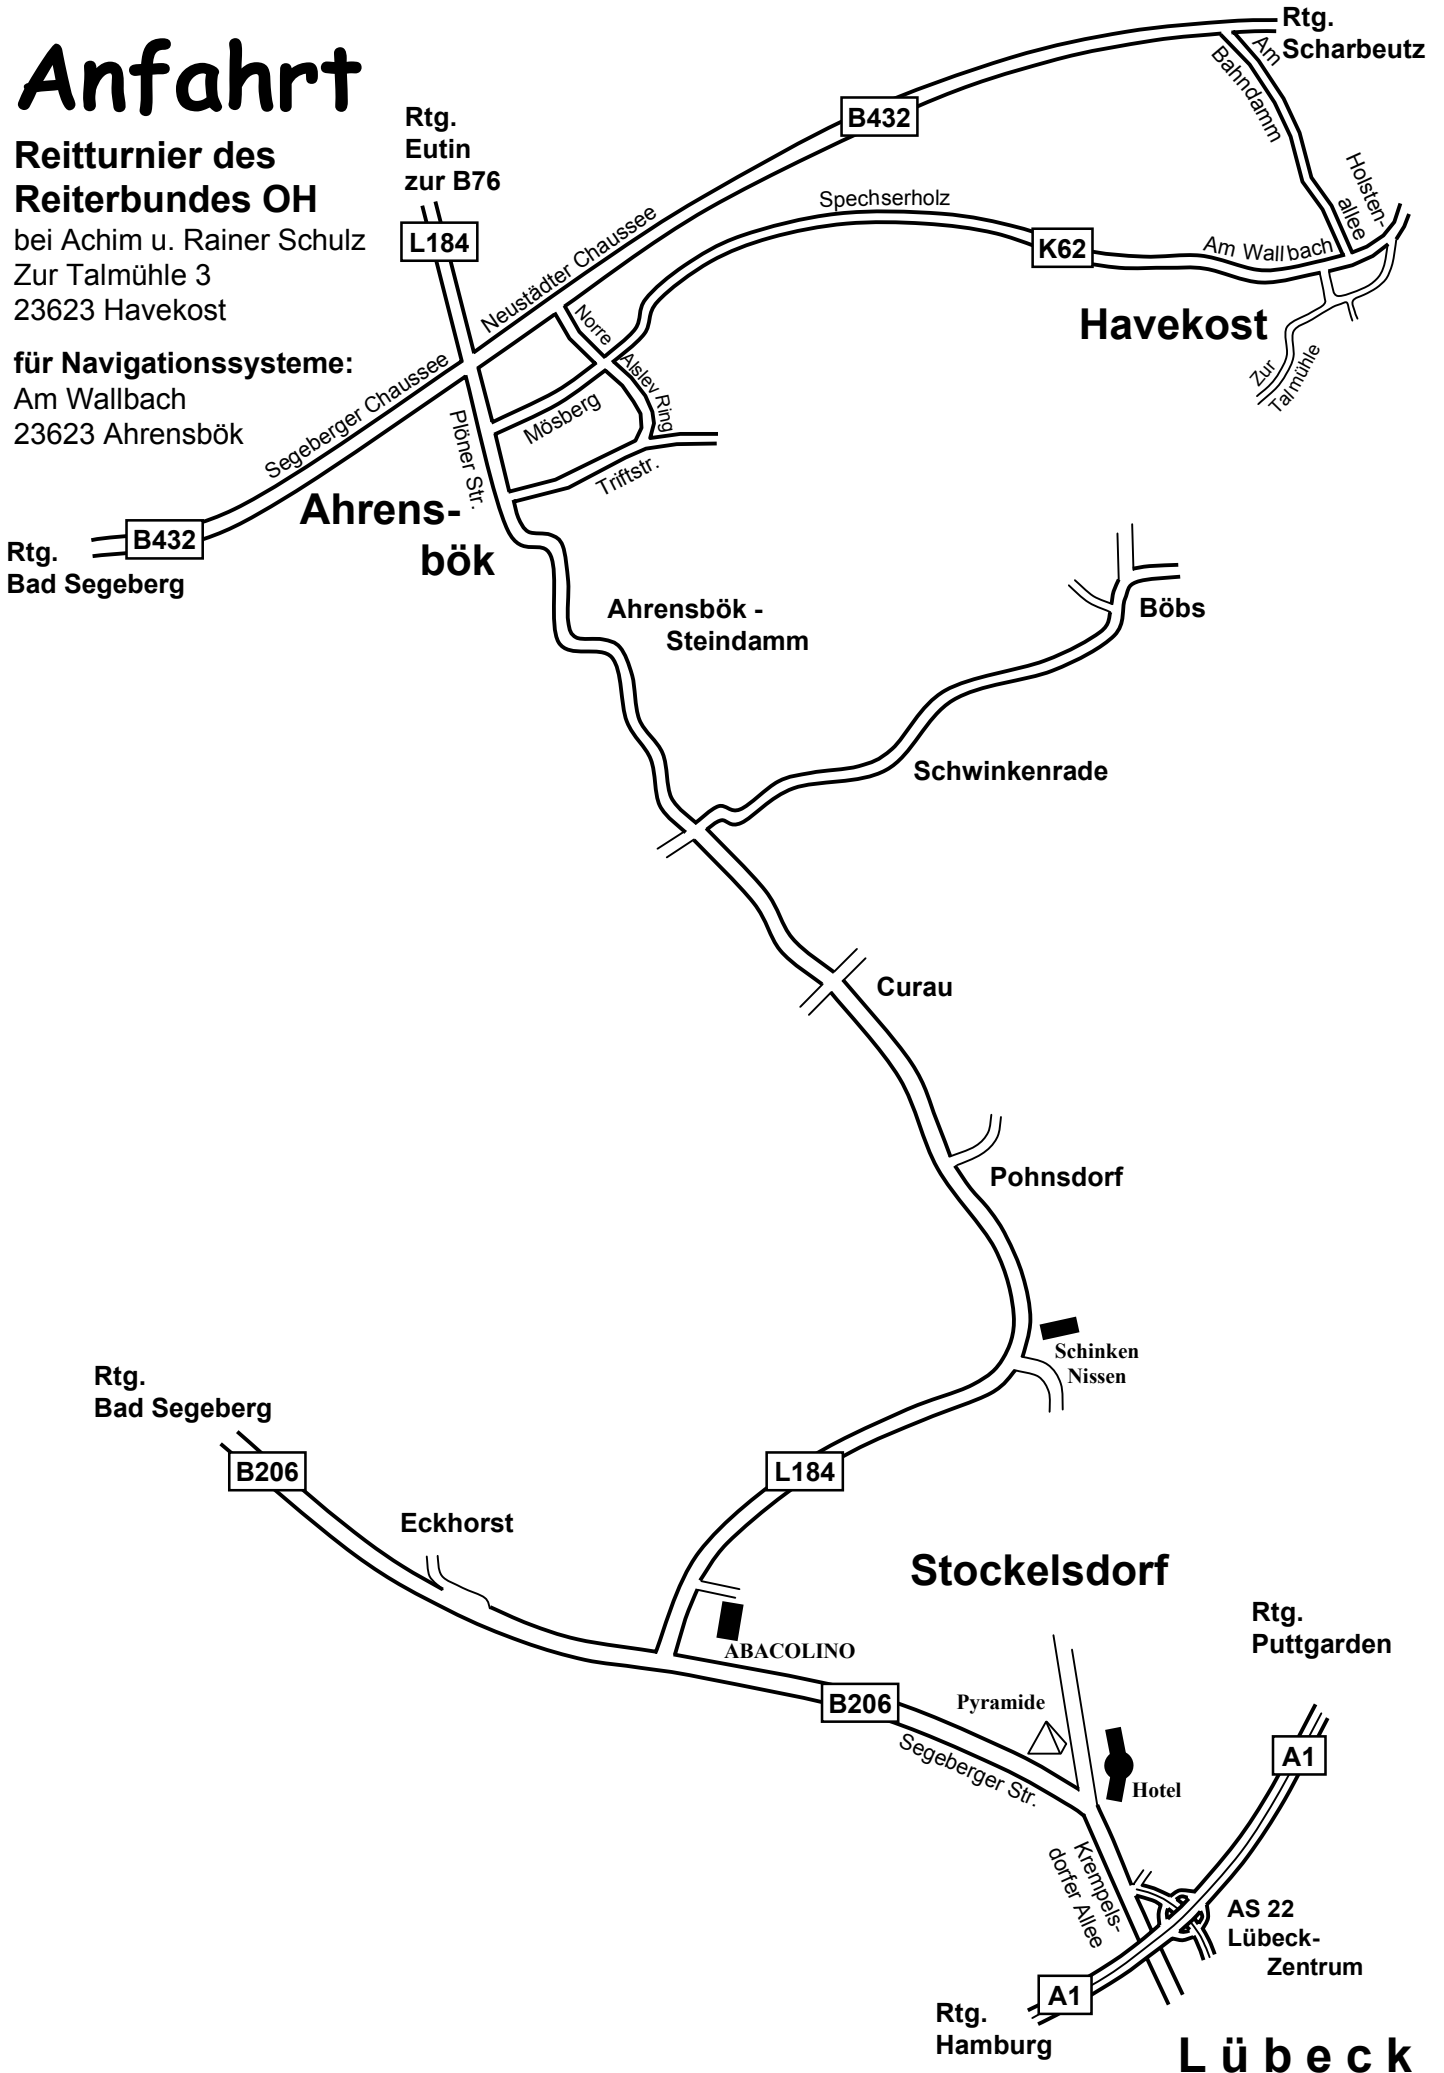 Anfahrt
Reitturnier des
Reiterbundes OH
bei Achim u. Rainer Schulz
Zur Talmühle 3
23623 Havekost
für Navigationssysteme:
Am Wallbach
23623 Ahrensbök
Rtg.
Eutin
zur B76
L184
Rtg.
Scharbeutz
B432
Am
Bahndamm
Holsten-
allee
Spechserholz
K62
Am Wallbach
Havekost
Zur
Talmühle
Neustädter Chaussee
Segeberger Chaussee
Norre
Alslev Ring
Mösberg
Plöner Str.
Triftstr.
Ahrens-
bök
B432
Rtg.
Bad Segeberg
Ahrensbök -
Steindamm
Böbs
Schwinkenrade
Curau
Pohnsdorf
Schinken
Nissen
Rtg.
Bad Segeberg
B206
L184
Eckhorst
Stockelsdorf
ABACOLINO
B206
Segeberger Str.
Pyramide
Hotel
Rtg.
Puttgarden
A1
Krempels-
dorfer Allee
AS 22
Lübeck-
Zentrum
A1
Rtg.
Hamburg
Lübeck